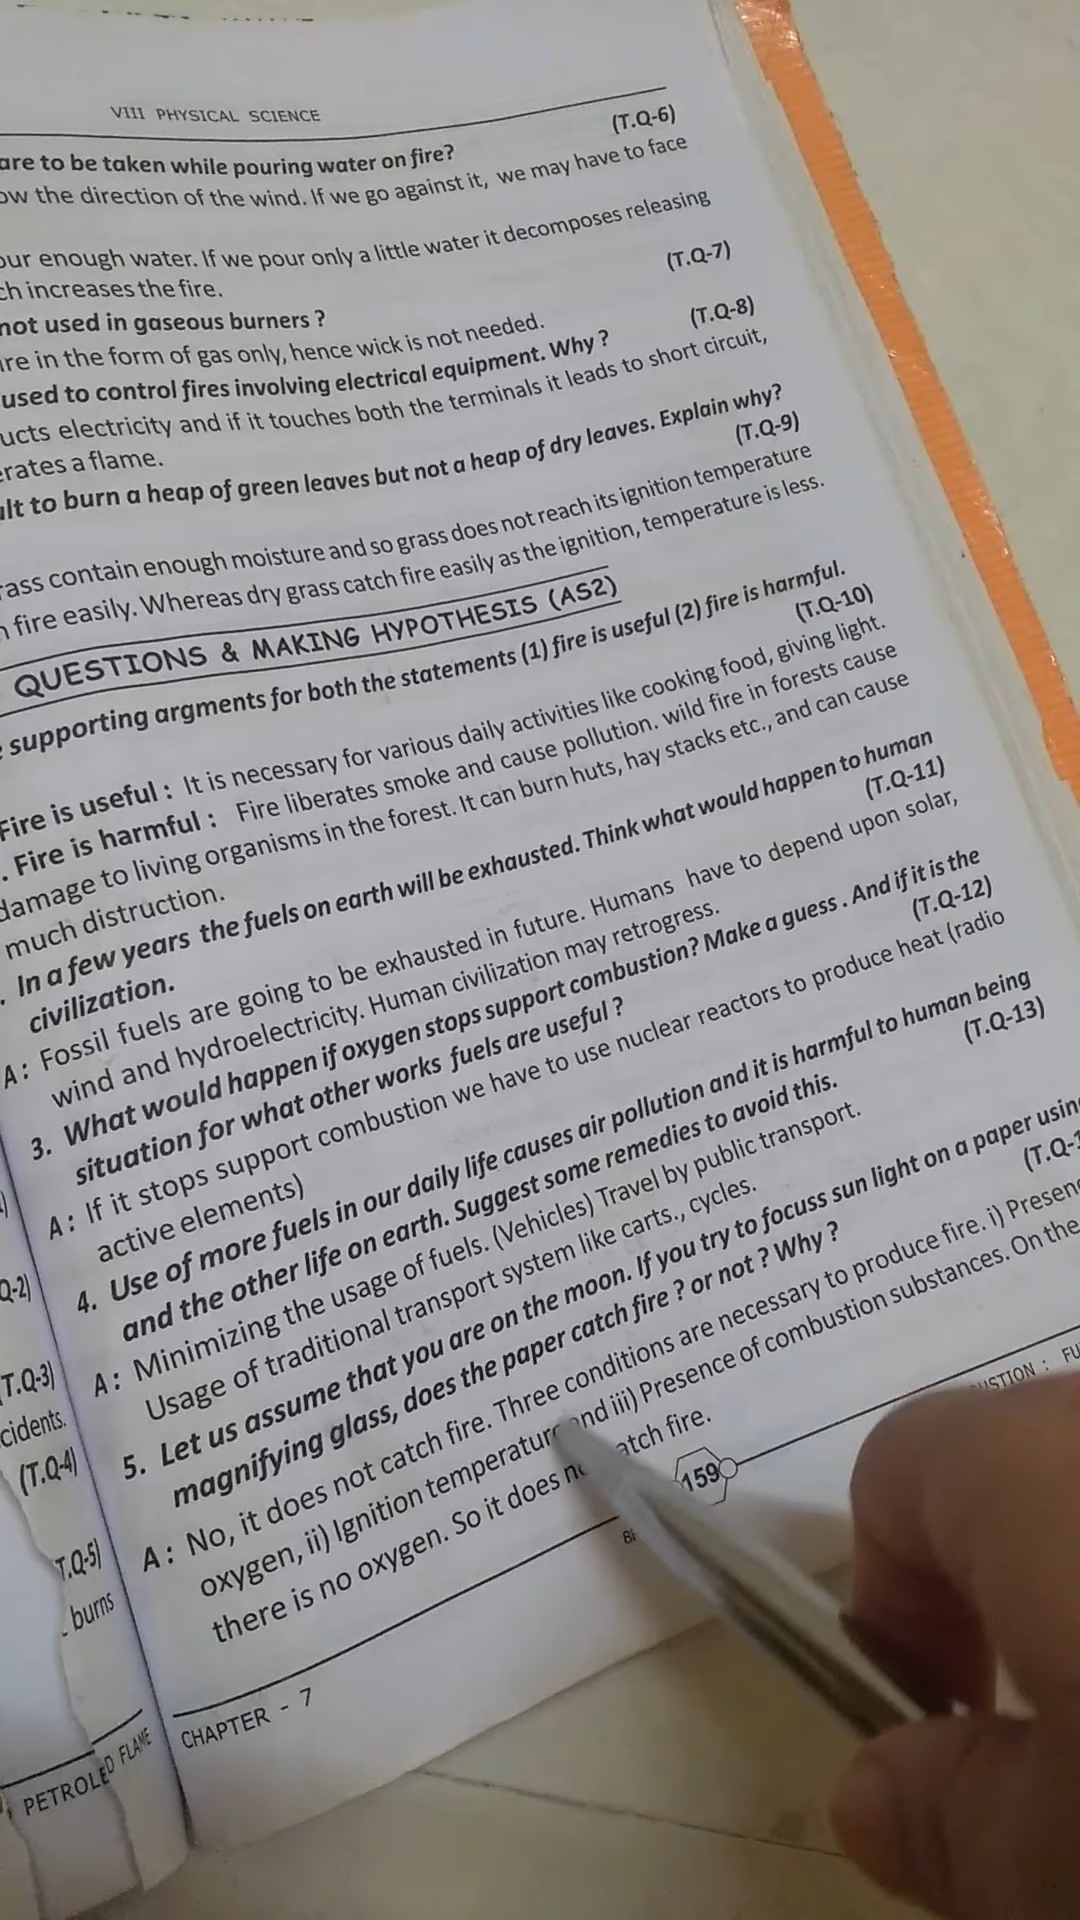 VIII PHYSICAL SCIENCE
are to be taken while pouring water on fire? (T.Q-6)
ow the direction of the wind. If we go against it, we may have to face
our enough water. If we pour only a little water it decomposes releasing
ch increases the fire.
not used in gaseous burners ? (T.Q-7)
are in the form of gas only, hence wick is not needed.
used to control fires involving electrical equipment. Why ? (T.Q-8)
ucts electricity and if it touches both the terminals it leads to short circuit,
erates a flame.
ult to burn a heap of green leaves but not a heap of dry leaves. Explain why?
(T.Q-9)
rass contain enough moisture and so grass does not reach its ignition temperature
n fire easily. Whereas dry grass catch fire easily as the ignition, temperature is less.
QUESTIONS & MAKING HYPOTHESIS (AS2)
e supporting argments for both the statements (1) fire is useful (2) fire is harmful.
(T.Q-10)
Fire is useful : It is necessary for various daily activities like cooking food, giving light.
. Fire is harmful : Fire liberates smoke and cause pollution. wild fire in forests cause
damage to living organisms in the forest. It can burn huts, hay stacks etc., and can cause
much distruction.
. In a few years the fuels on earth will be exhausted. Think what would happen to human
civilization. (T.Q-11)
A : Fossil fuels are going to be exhausted in future. Humans have to depend upon solar,
wind and hydroelectricity. Human civilization may retrogress.
3. What would happen if oxygen stops support combustion? Make a guess . And if it is the
situation for what other works fuels are useful ? (T.Q-12)
A : If it stops support combustion we have to use nuclear reactors to produce heat (radio
active elements)
4. Use of more fuels in our daily life causes air pollution and it is harmful to human being
and the other life on earth. Suggest some remedies to avoid this. (T.Q-13)
A : Minimizing the usage of fuels. (Vehicles) Travel by public transport.
Usage of traditional transport system like carts., cycles.
5. Let us assume that you are on the moon. If you try to focuss sun light on a paper usin
magnifying glass, does the paper catch fire ? or not ? Why ? (T.Q-1
A : No, it does not catch fire. Three conditions are necessary to produce fire. i) Presen
oxygen, ii) Ignition temperature and iii) Presence of combustion substances. On the
there is no oxygen. So it does no atch fire.
CHAPTER - 7
159
USTION : FU
Q-2)
T.Q-3)
cidents.
(T.Q-4)
T.Q-5)
burns
PETROLE
D FLAME